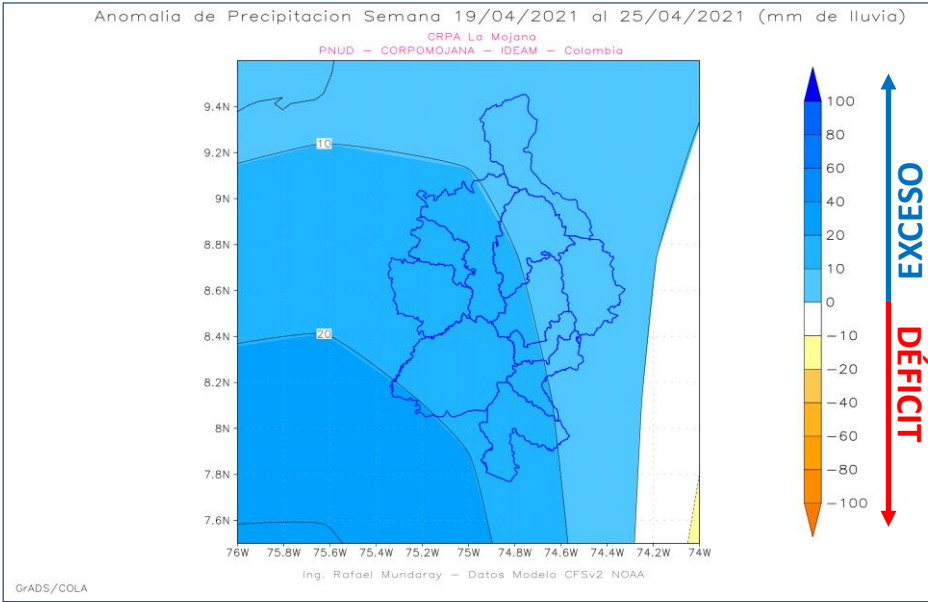 Anomalia de Precipitacion Semana 19/04/2021 al 25/04/2021 (mm de lluvia)
CRPA La Mojana
PNUD – CORPOMOJANA – IDEAM – Colombia
9.4N
9.2N
9N
8.8N
8.6N
8.4N
8.2N
8N
7.8N
7.6N
10
20
76W 75.8W 75.6W 75.4W 75.2W 75W 74.8W 74.6W 74.4W 74.2W 74W
100
80
60
40
20
10
0
−10
−20
−40
−60
−80
−100
EXCESO
DÉFICIT
Ing. Rafael Mundaray – Datos Modelo CFSv2 NOAA
GrADS/COLA